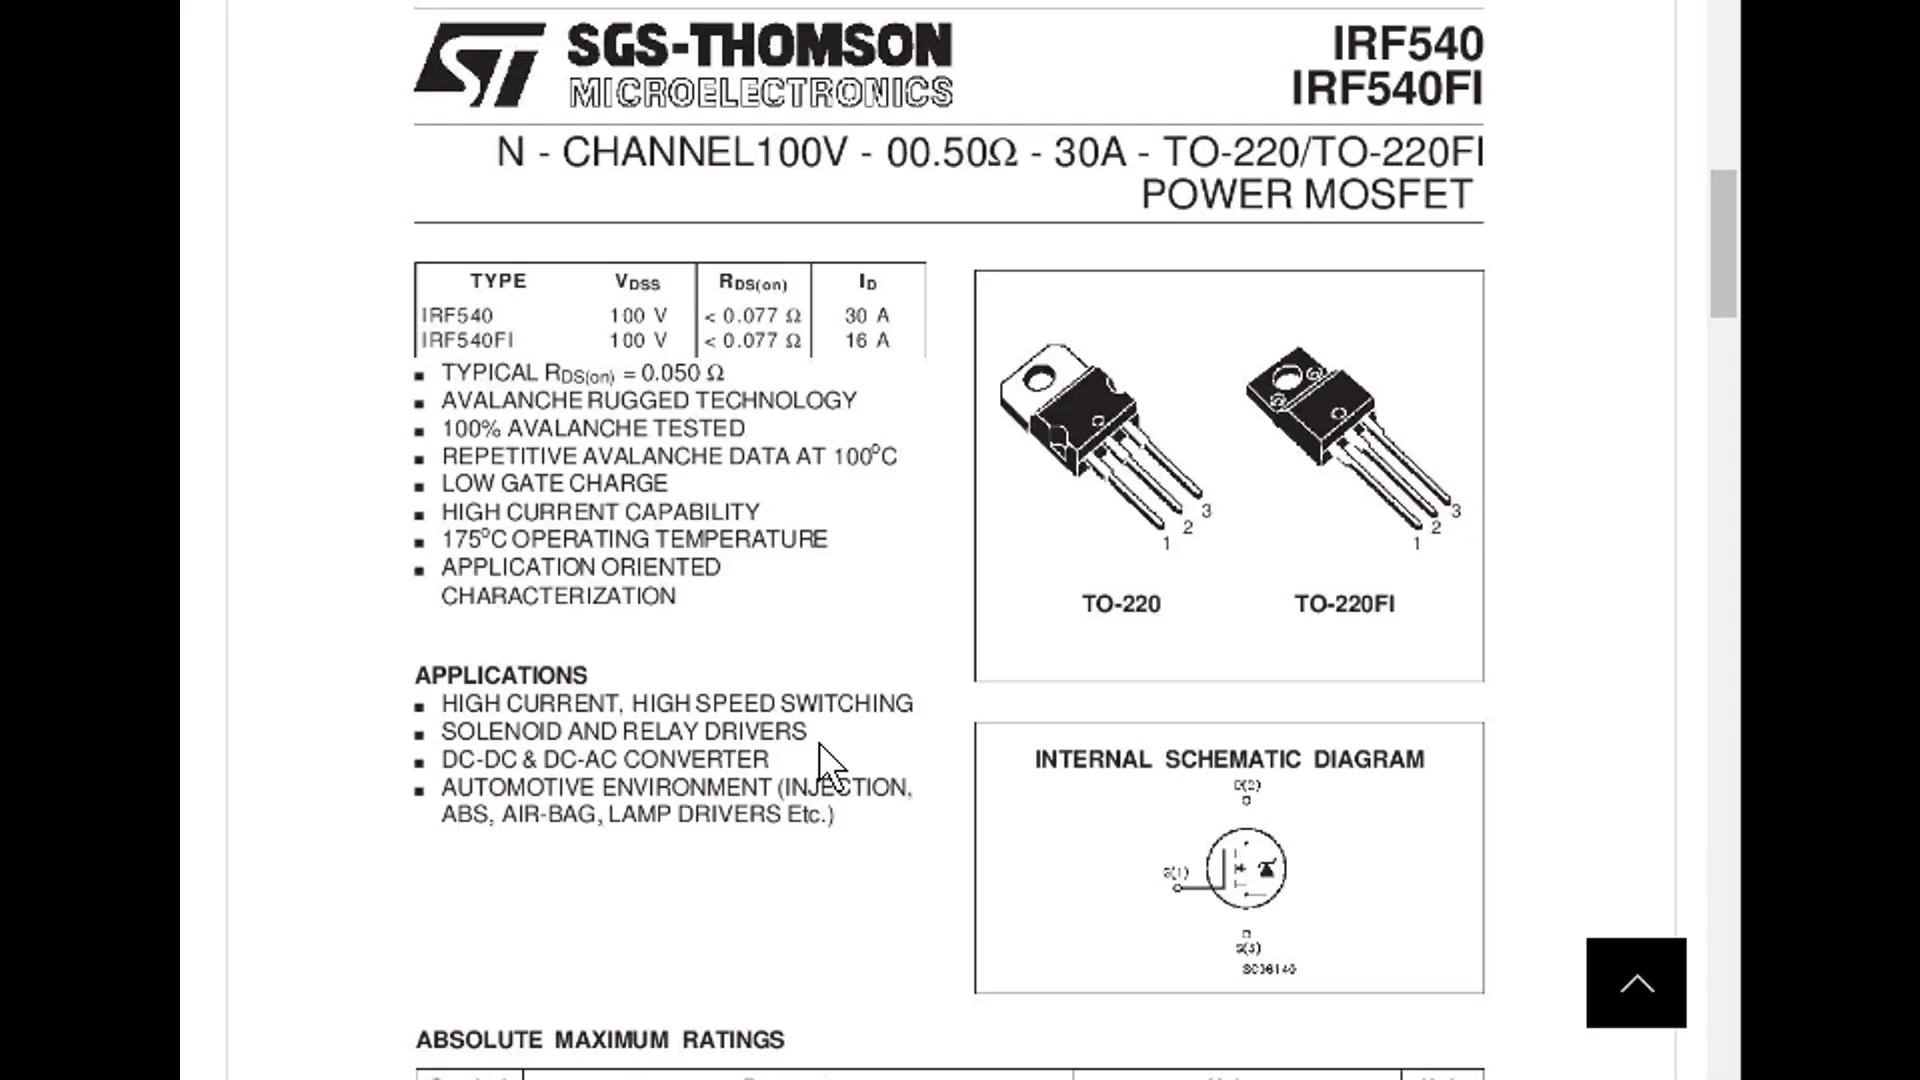 SGS-THOMSON
MICROELECTRONICS
IRF540
IRF540FI
N - CHANNEL100V - 00.50Ω - 30A - TO-220/TO-220FI
POWER MOSFET
TYPE VDSS RDS(on) ID
IRF540 100 V < 0.077 Ω 30 A
IRF540FI 100 V < 0.077 Ω 16 A
TYPICAL RDS(on) = 0.050 Ω
AVALANCHE RUGGED TECHNOLOGY
100% AVALANCHE TESTED
REPETITIVE AVALANCHE DATA AT 100°C
LOW GATE CHARGE
HIGH CURRENT CAPABILITY
175°C OPERATING TEMPERATURE
APPLICATION ORIENTED
CHARACTERIZATION
1 2 3
1 2 3
TO-220 TO-220FI
APPLICATIONS
HIGH CURRENT, HIGH SPEED SWITCHING
SOLENOID AND RELAY DRIVERS
DC-DC & DC-AC CONVERTER
AUTOMOTIVE ENVIRONMENT (INJECTION,
ABS, AIR-BAG, LAMP DRIVERS Etc.)
INTERNAL SCHEMATIC DIAGRAM
D(2)
G(1)
S(3)
SC06140
ABSOLUTE MAXIMUM RATINGS